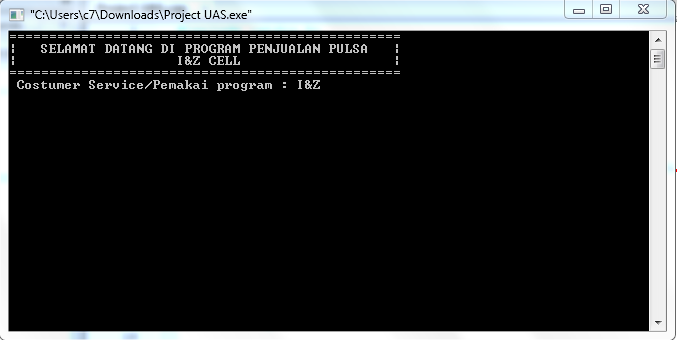 "C:\Users\c7\Downloads\Project UAS.exe"
=================================================
¦ SELAMAT DATANG DI PROGRAM PENJUALAN PULSA ¦
¦ I&Z CELL ¦
=================================================
Costumer Service/Pemakai program : I&Z